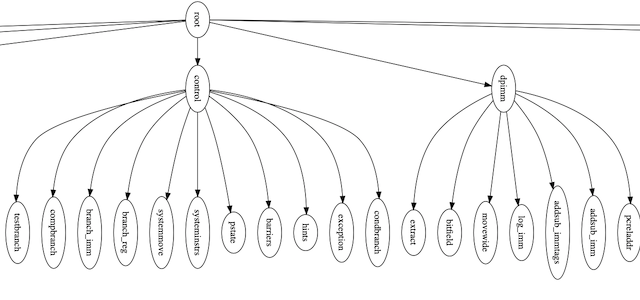 root
control
dpimm
testbranch
compbranch
branch_imm
branch_reg
systemmove
systeminstrs
pstate
barriers
hints
exception
condbranch
extract
bitfield
movewide
log_imm
addsub_immtags
addsub_imm
pcreladdr